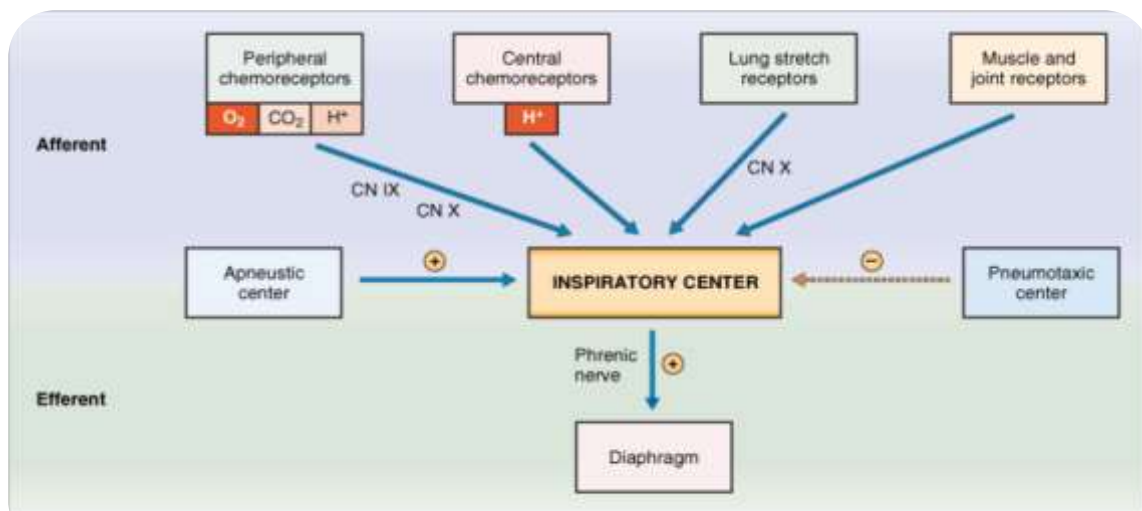 Peripheral
chemoreceptors
O₂ CO₂ H⁺
Central
chemoreceptors
H⁺
Lung stretch
receptors
Muscle and
joint receptors
Afferent
CN IX
CN X
CN X
Apneustic
center
+
INSPIRATORY CENTER
−
Pneumotaxic
center
Phrenic
nerve
+
Efferent
Diaphragm